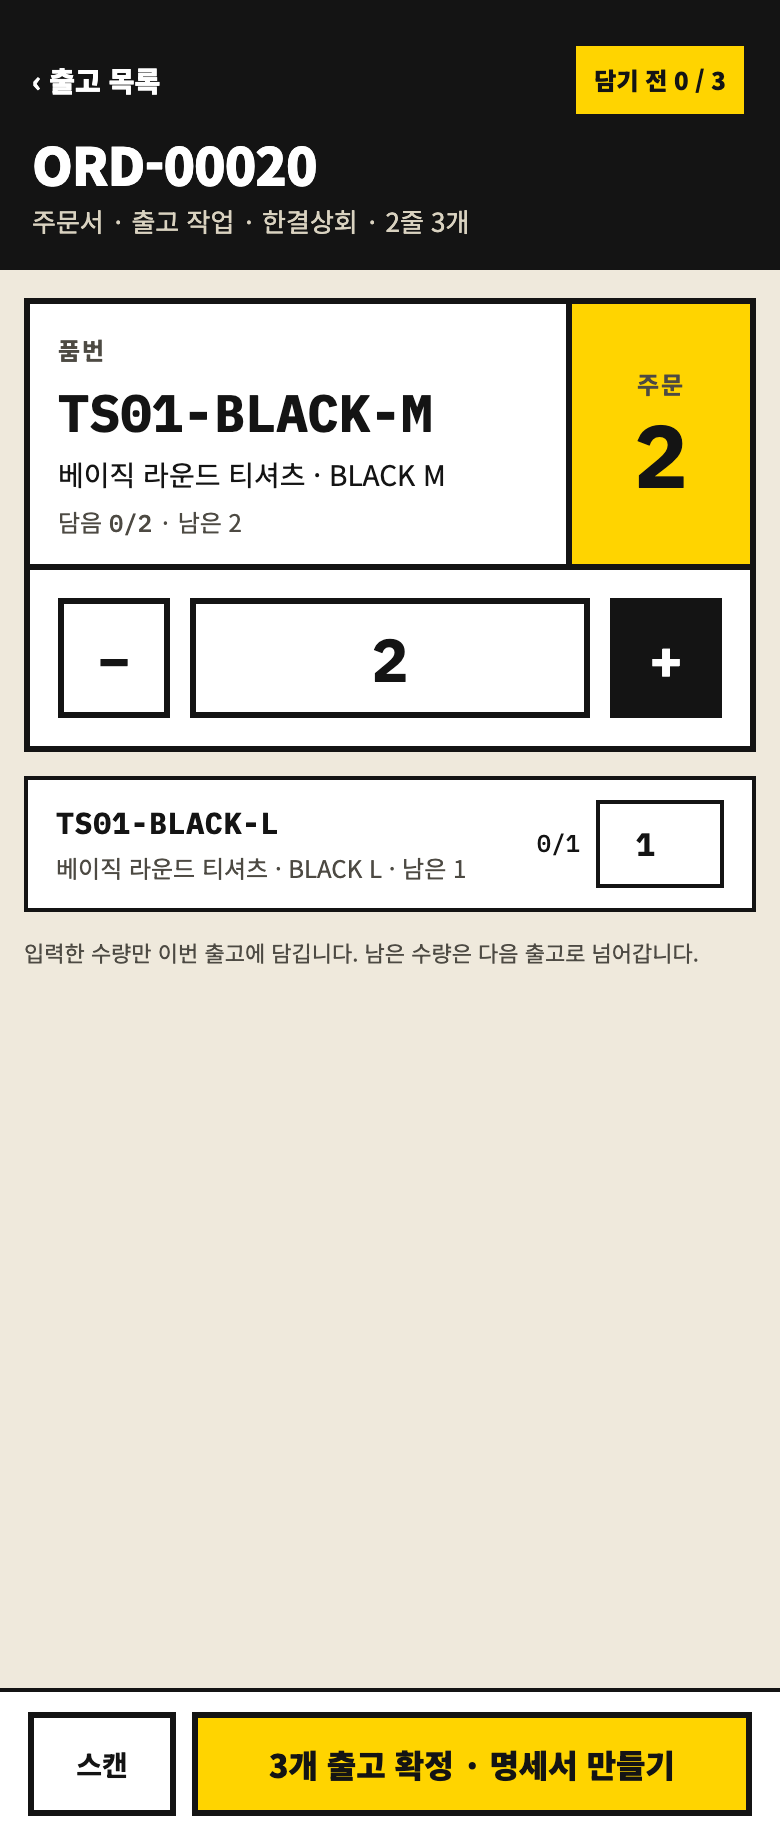 ‹ 출고 목록
담기 전 0 / 3
ORD-00020
주문서 · 출고 작업 · 한결상회 · 2줄 3개
품번
TS01-BLACK-M
베이직 라운드 티셔츠 · BLACK M
담음 0/2 · 남은 2
주문
2
−
2
+
TS01-BLACK-L
베이직 라운드 티셔츠 · BLACK L · 남은 1
0/1
1
입력한 수량만 이번 출고에 담깁니다. 남은 수량은 다음 출고로 넘어갑니다.
스캔
3개 출고 확정 · 명세서 만들기